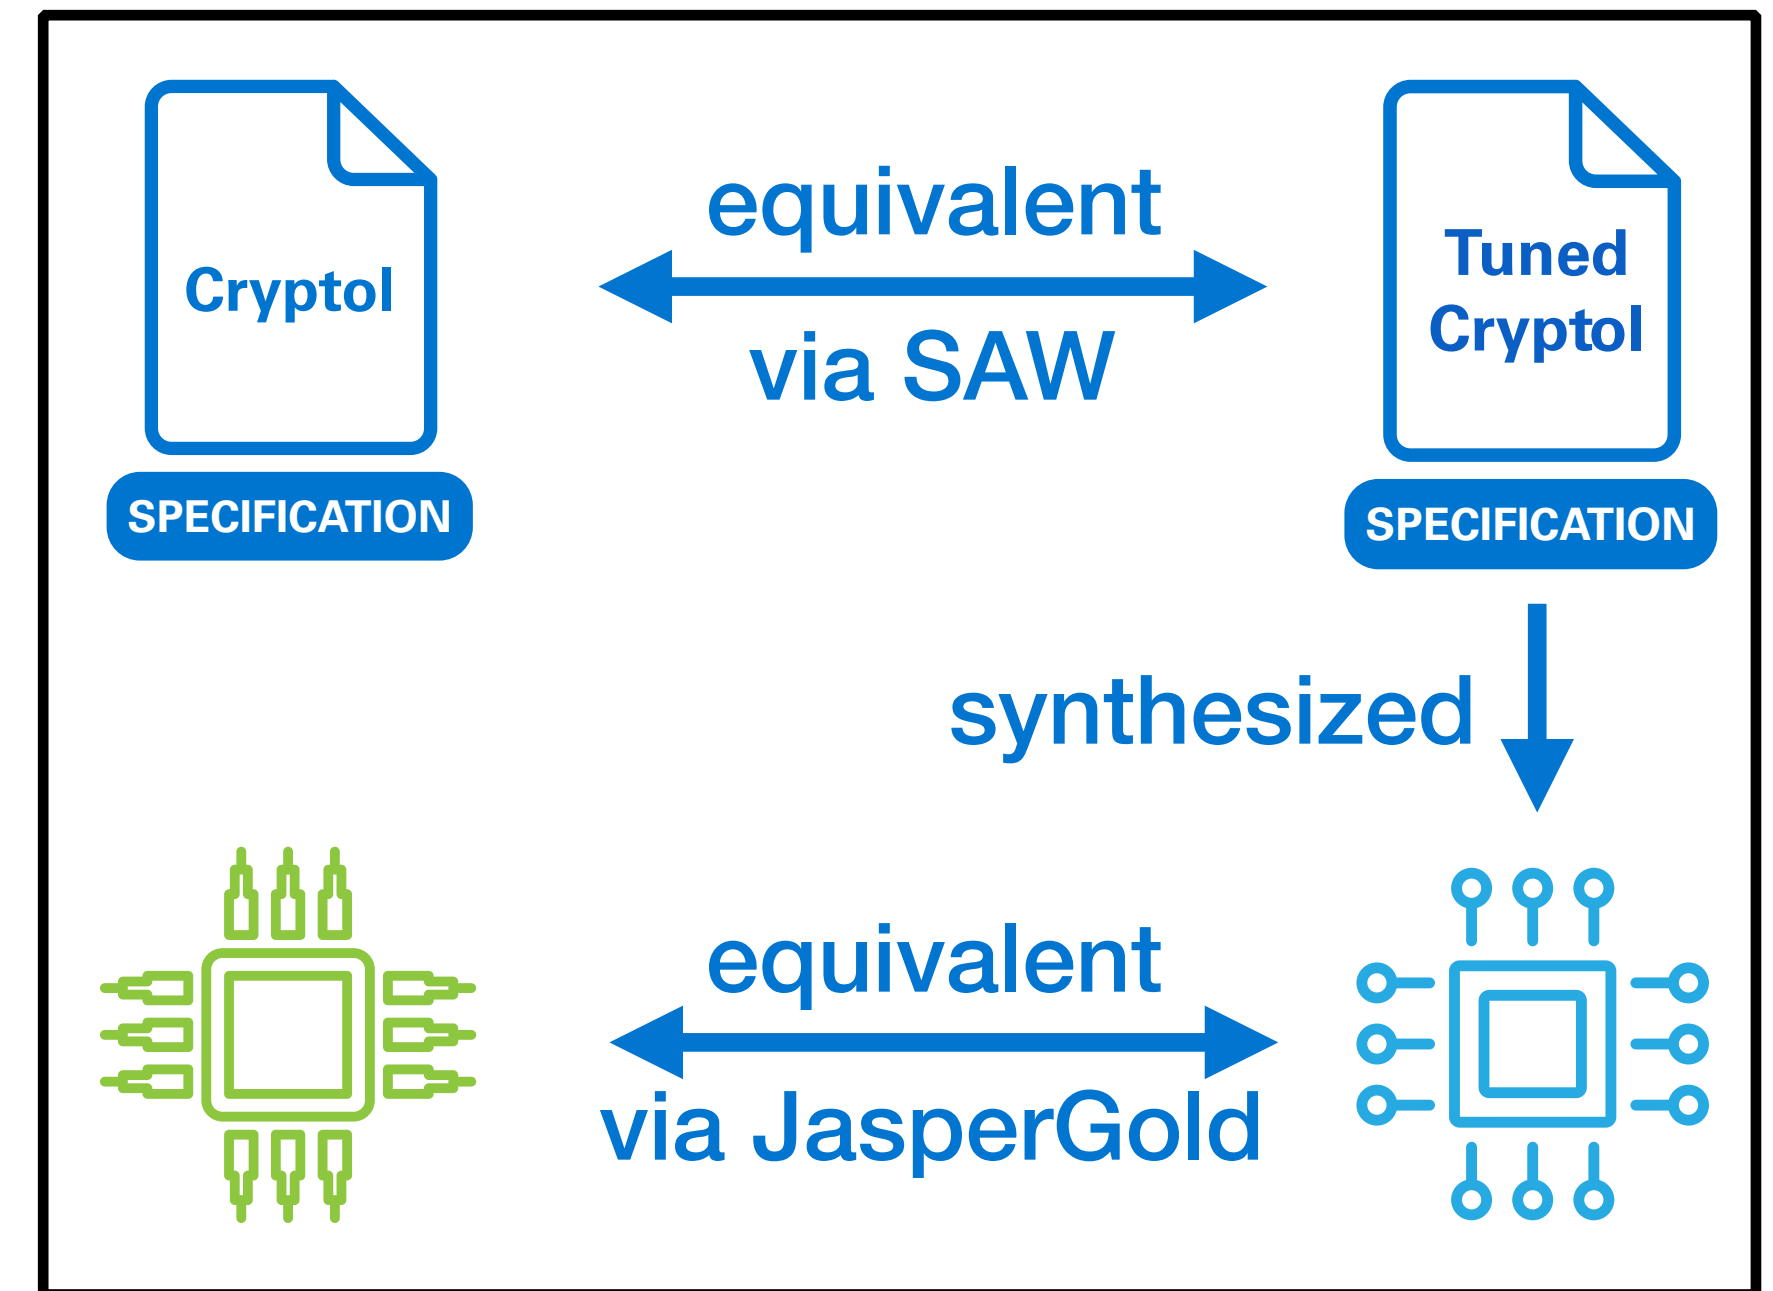 Cryptol
SPECIFICATION
equivalent
via SAW
Tuned
Cryptol
SPECIFICATION
synthesized
equivalent
via JasperGold